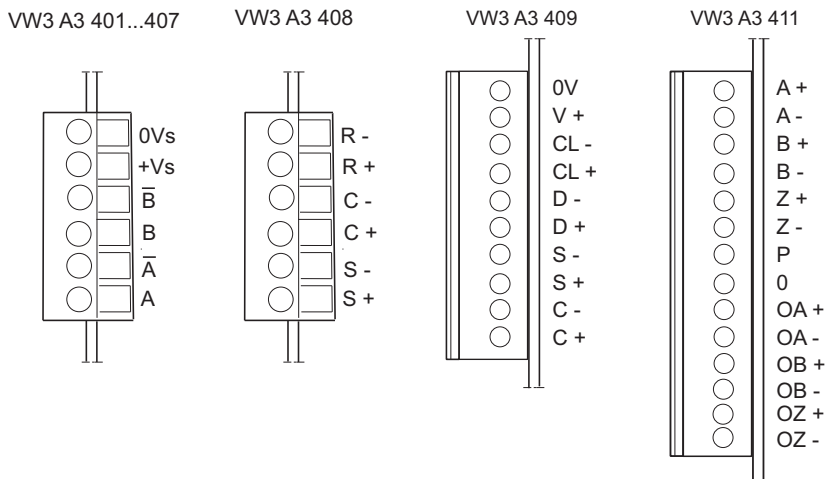 VW3 A3 401...407
0Vs
+Vs
B̅
B
A̅
A
VW3 A3 408
R -
R +
C -
C +
S -
S +
VW3 A3 409
0V
V +
CL -
CL +
D -
D +
S -
S +
C -
C +
VW3 A3 411
A +
A -
B +
B -
Z +
Z -
P
0
OA +
OA -
OB +
OB -
OZ +
OZ -